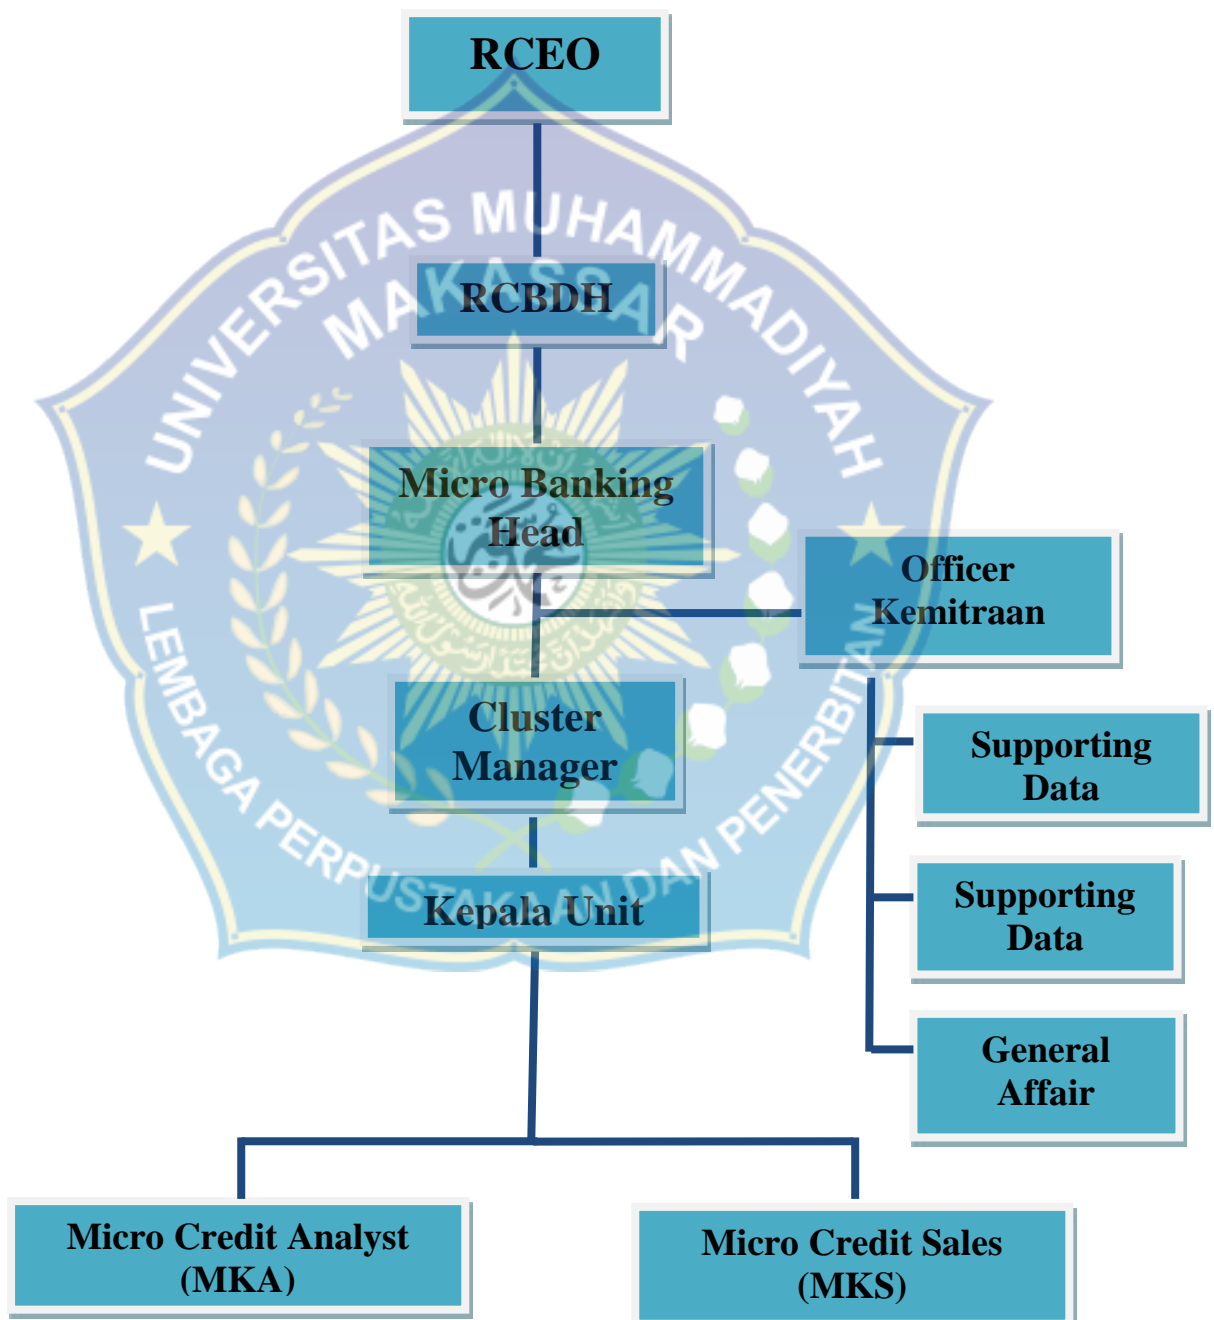 RCEO
UNIVERSITAS MUHAMMADIYAH
MAKASSAR
RCBDH
Micro Banking
Head
Officer
Kemitraan
Cluster
Manager
Supporting
Data
LEMBAGA PERPUSTAKAAN DAN PENERBITAN
Kepala Unit
Supporting
Data
General
Affair
Micro Credit Analyst
(MKA)
Micro Credit Sales
(MKS)